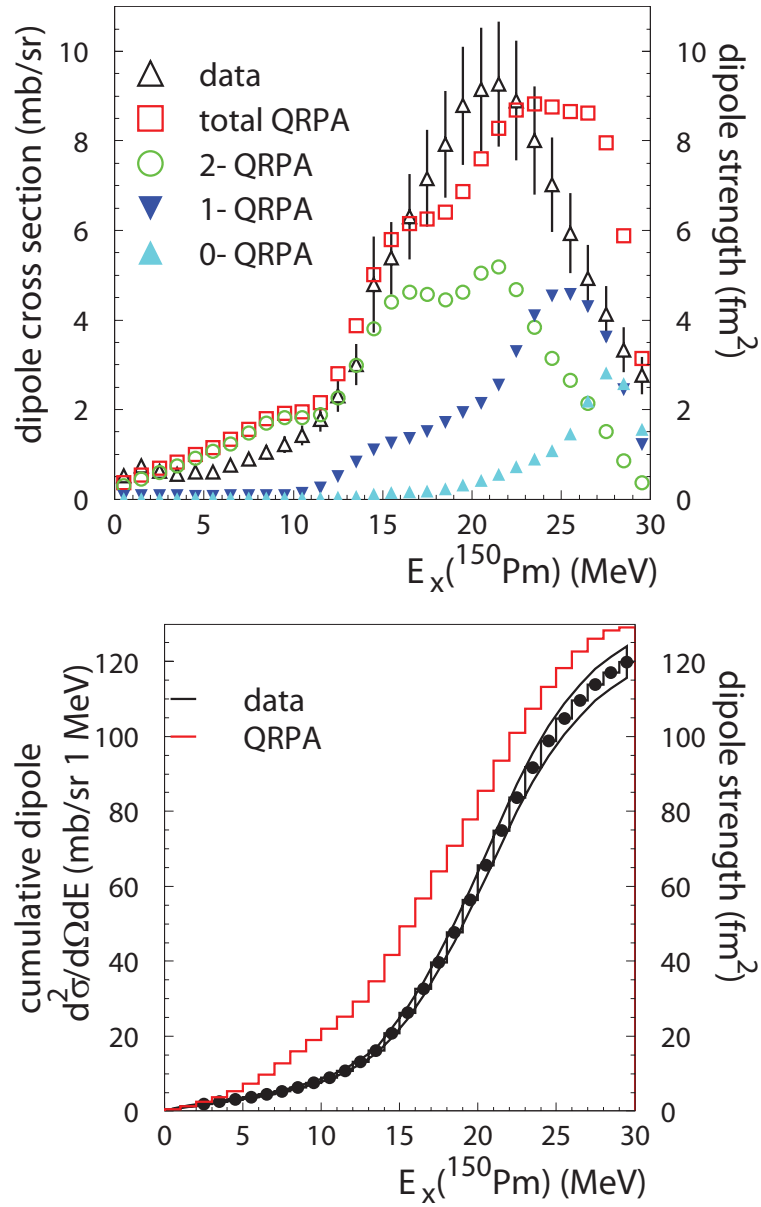 dipole cross section (mb/sr)
10
8
6
4
2
0
data
total QRPA
2- QRPA
1- QRPA
0- QRPA
10
8
6
4
2
0
dipole strength (fm²)
0 5 10 15 20 25 30
Eₓ(¹⁵⁰Pm) (MeV)
cumulative dipole
d²σ/dΩdE (mb/sr 1 MeV)
120
100
80
60
40
20
0
data
QRPA
120
100
80
60
40
20
0
dipole strength (fm²)
0 5 10 15 20 25 30
Eₓ(¹⁵⁰Pm) (MeV)